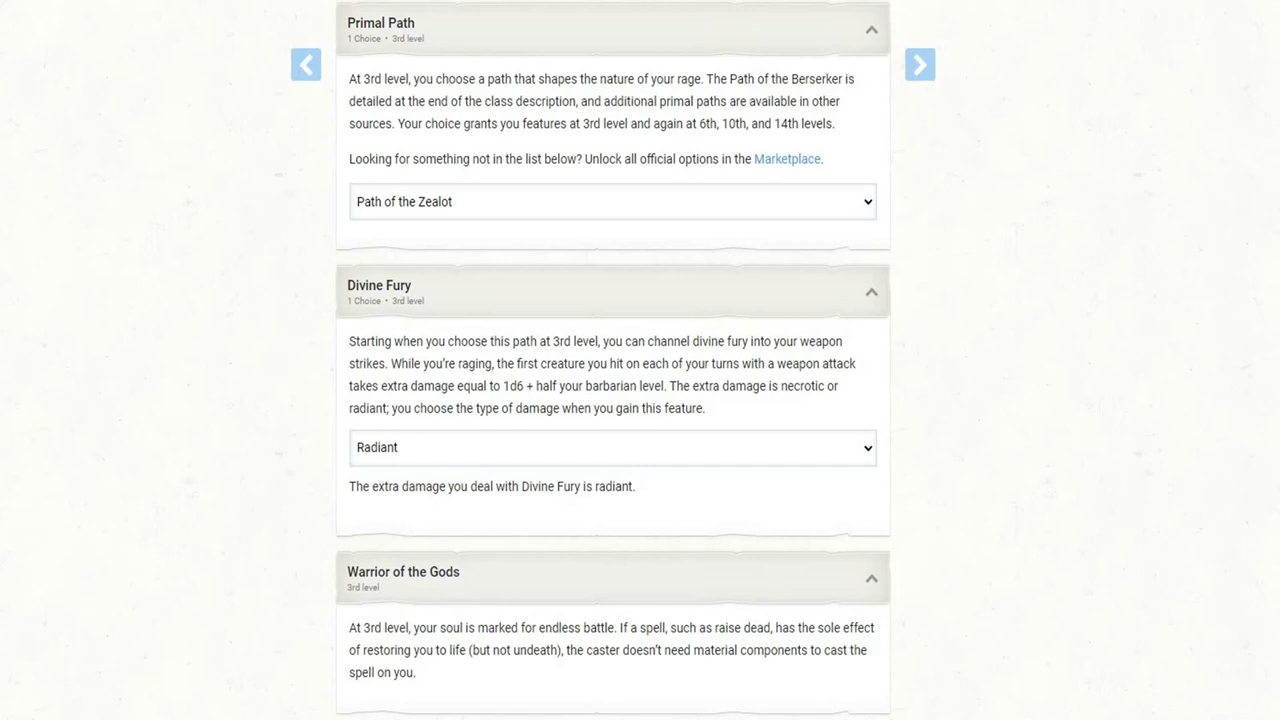 Primal Path
1 Choice • 3rd level
At 3rd level, you choose a path that shapes the nature of your rage. The Path of the Berserker is
detailed at the end of the class description, and additional primal paths are available in other
sources. Your choice grants you features at 3rd level and again at 6th, 10th, and 14th levels.
Looking for something not in the list below? Unlock all official options in the Marketplace.
Path of the Zealot
Divine Fury
1 Choice • 3rd level
Starting when you choose this path at 3rd level, you can channel divine fury into your weapon
strikes. While you're raging, the first creature you hit on each of your turns with a weapon attack
takes extra damage equal to 1d6 + half your barbarian level. The extra damage is necrotic or
radiant; you choose the type of damage when you gain this feature.
Radiant
The extra damage you deal with Divine Fury is radiant.
Warrior of the Gods
3rd level
At 3rd level, your soul is marked for endless battle. If a spell, such as raise dead, has the sole effect
of restoring you to life (but not undeath), the caster doesn't need material components to cast the
spell on you.